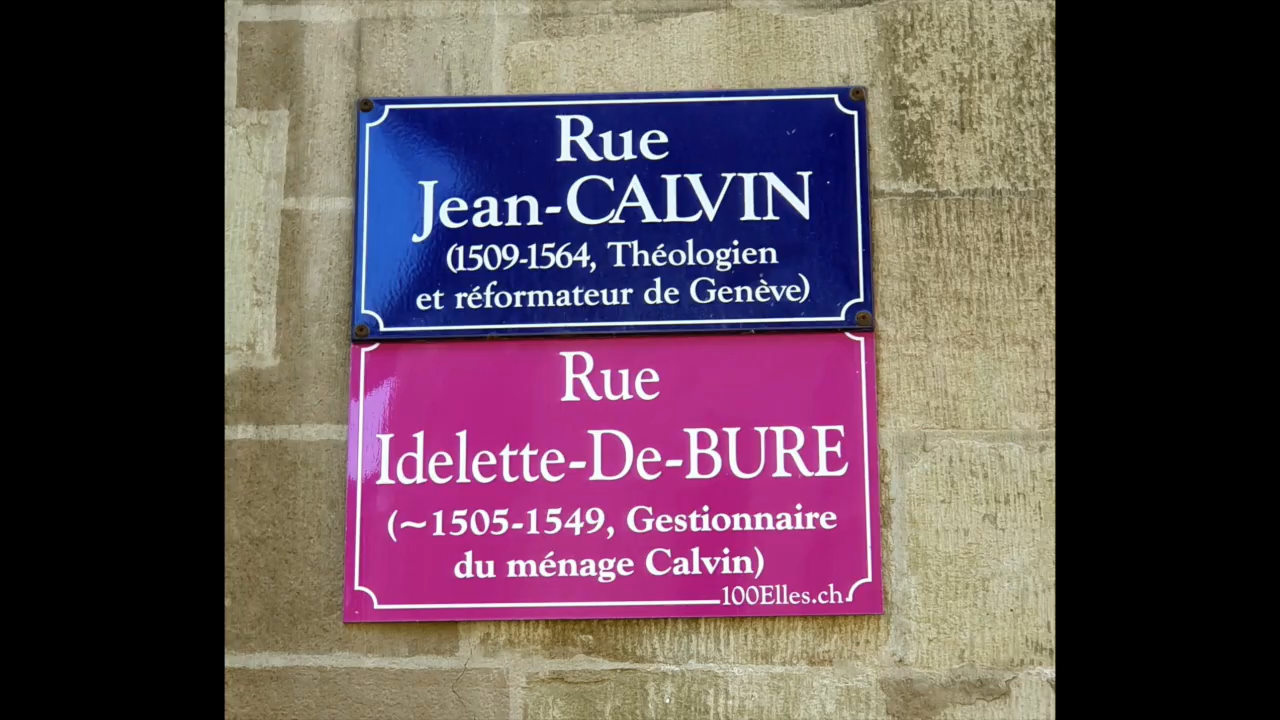 Rue
Jean-CALVIN
(1509-1564, Théologien
et réformateur de Genève)
Rue
Idelette-De-BURE
(~1505-1549, Gestionnaire
du ménage Calvin)
100Elles.ch